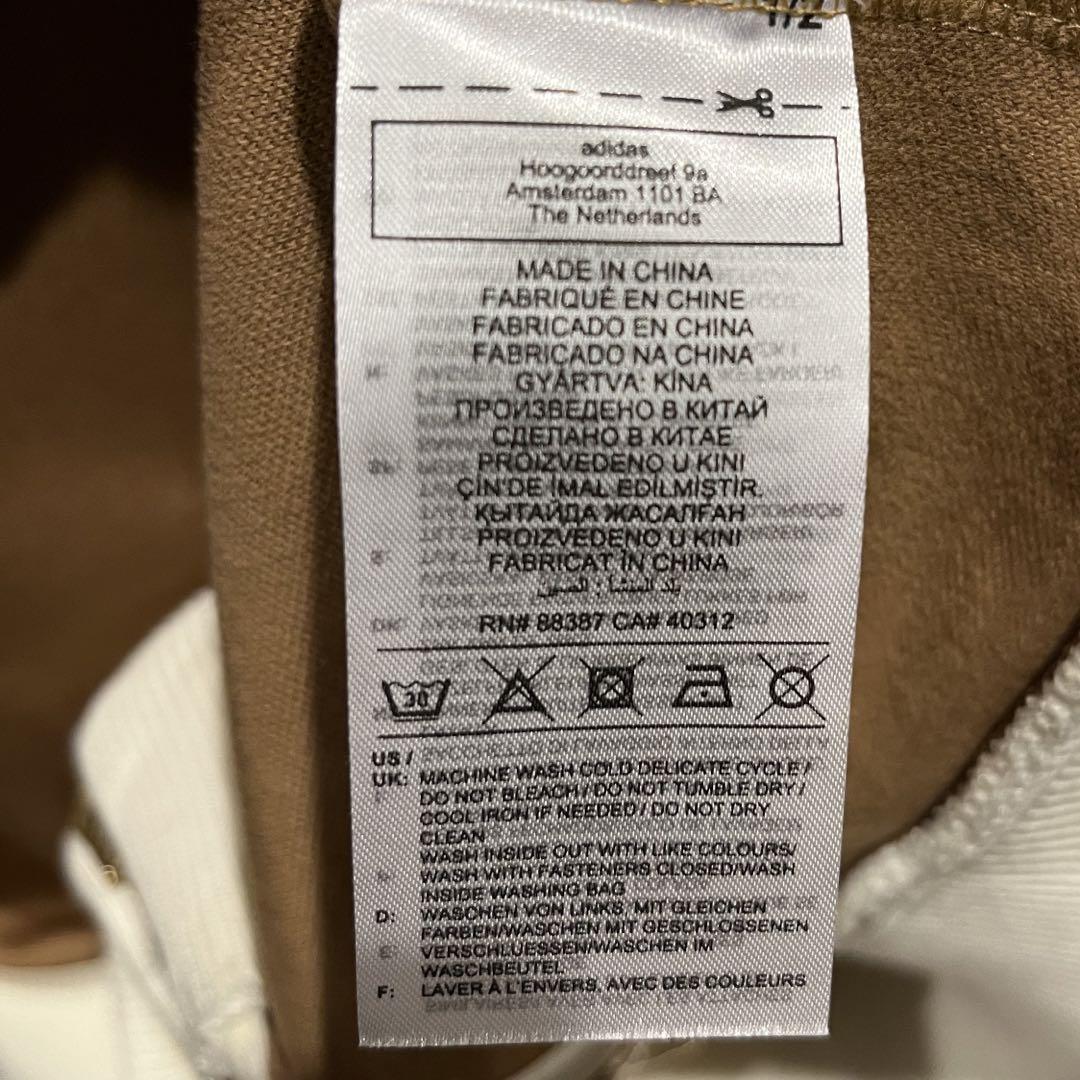 1/2
adidas
Hoogoorddreef 9a
Amsterdam 1101 BA
The Netherlands
MADE IN CHINA
FABRIQUÉ EN CHINE
FABRICADO EN CHINA
FABRICADO NA CHINA
GYÁRTVA: KÍNA
ПРОИЗВЕДЕНО В КИТАЙ
СДЕЛАНО В КИТАЕ
PROIZVEDENO U KINI
ÇİN'DE İMAL EDİLMİŞTİR.
ҚЫТАЙДА ЖАСАЛҒАН
PROIZVEDENO U KINI
FABRICAT ÎN CHINA
بلد المنشأ : الصين
RN# 88387 CA# 40312
30
US /
UK: MACHINE WASH COLD DELICATE CYCLE /
DO NOT BLEACH / DO NOT TUMBLE DRY /
COOL IRON IF NEEDED / DO NOT DRY
CLEAN
WASH INSIDE OUT WITH LIKE COLOURS/
WASH WITH FASTENERS CLOSED/WASH
INSIDE WASHING BAG
D: WASCHEN VON LINKS, MIT GLEICHEN
FARBEN/WASCHEN MIT GESCHLOSSENEN
VERSCHLUESSEN/WASCHEN IM
WASCHBEUTEL
F: LAVER À L'ENVERS, AVEC DES COULEURS